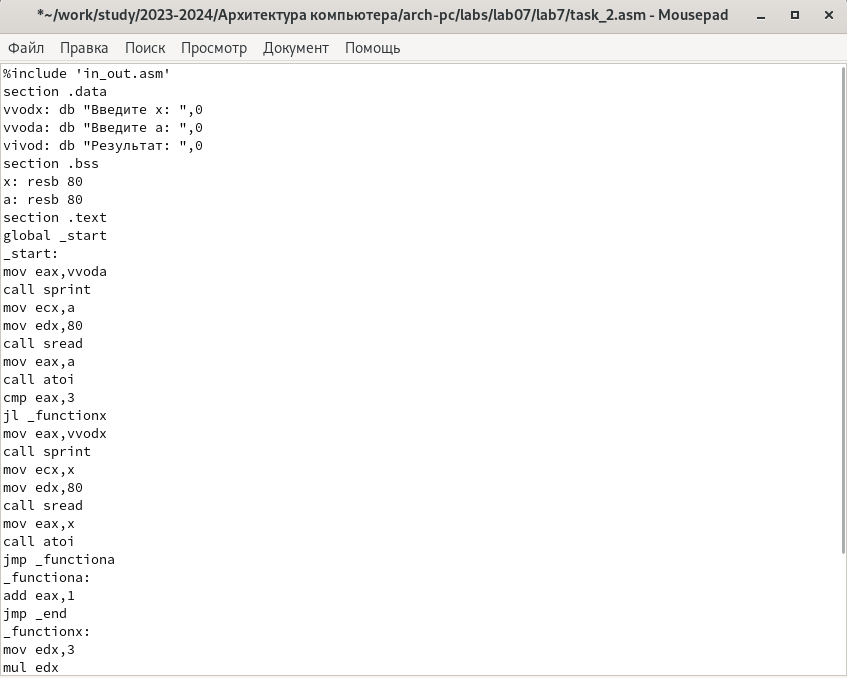 *~/work/study/2023-2024/Архитектура компьютера/arch-pc/labs/lab07/lab7/task_2.asm - Mousepad
Файл Правка Поиск Просмотр Документ Помощь
%include 'in_out.asm'
section .data
vvodx: db "Введите x: ",0
vvoda: db "Введите а: ",0
vivod: db "Результат: ",0
section .bss
x: resb 80
a: resb 80
section .text
global _start
_start:
mov eax,vvoda
call sprint
mov ecx,a
mov edx,80
call sread
mov eax,a
call atoi
cmp eax,3
jl _functionx
mov eax,vvodx
call sprint
mov ecx,x
mov edx,80
call sread
mov eax,x
call atoi
jmp _functiona
_functiona:
add eax,1
jmp _end
_functionx:
mov edx,3
mul edx